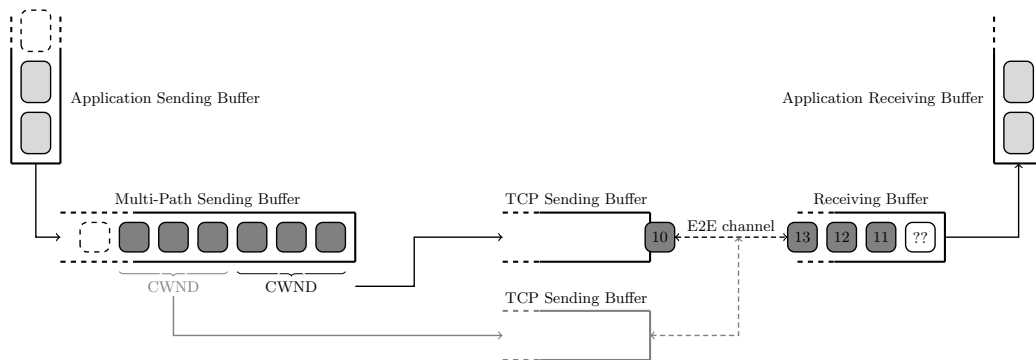 Application Sending Buffer
Application Receiving Buffer
Multi-Path Sending Buffer
TCP Sending Buffer
Receiving Buffer
10
E2E channel
13
12
11
??
CWND
CWND
TCP Sending Buffer